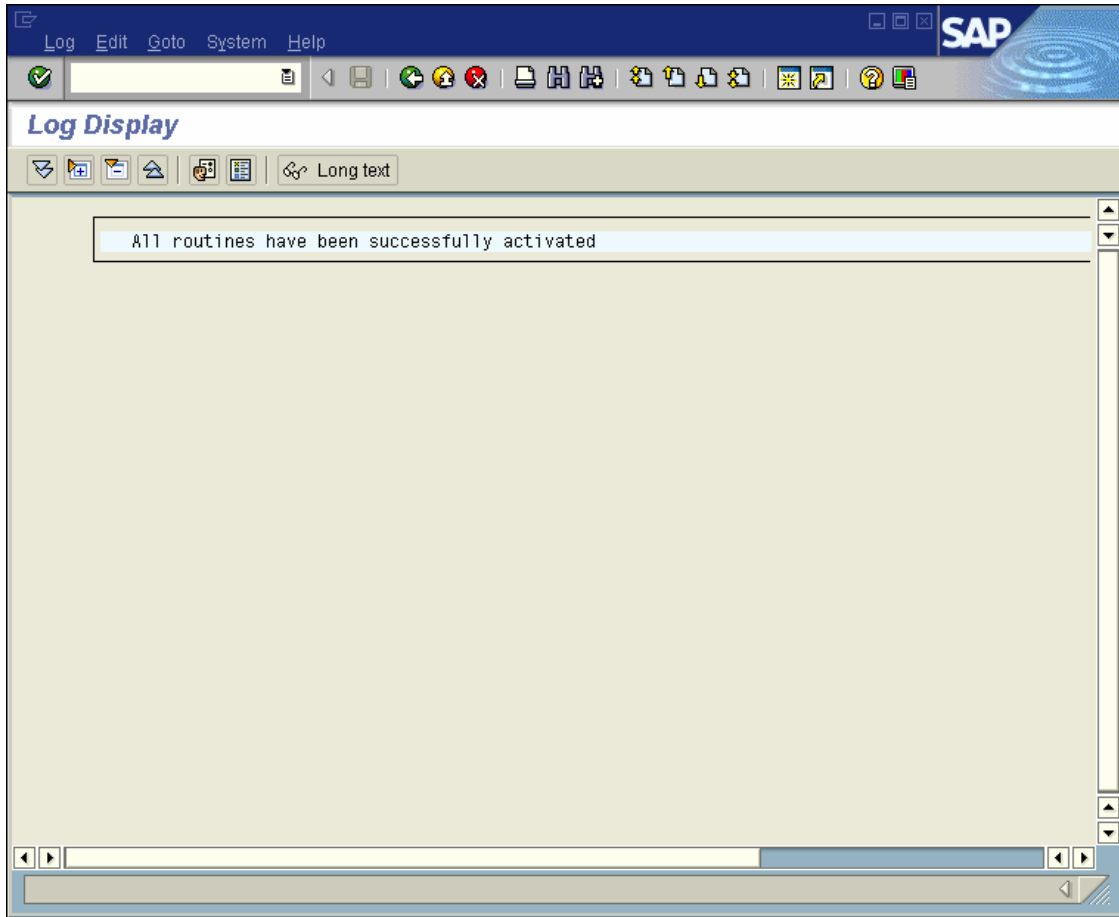 Log Edit Goto System Help
SAP
Log Display
Long text
All routines have been successfully activated